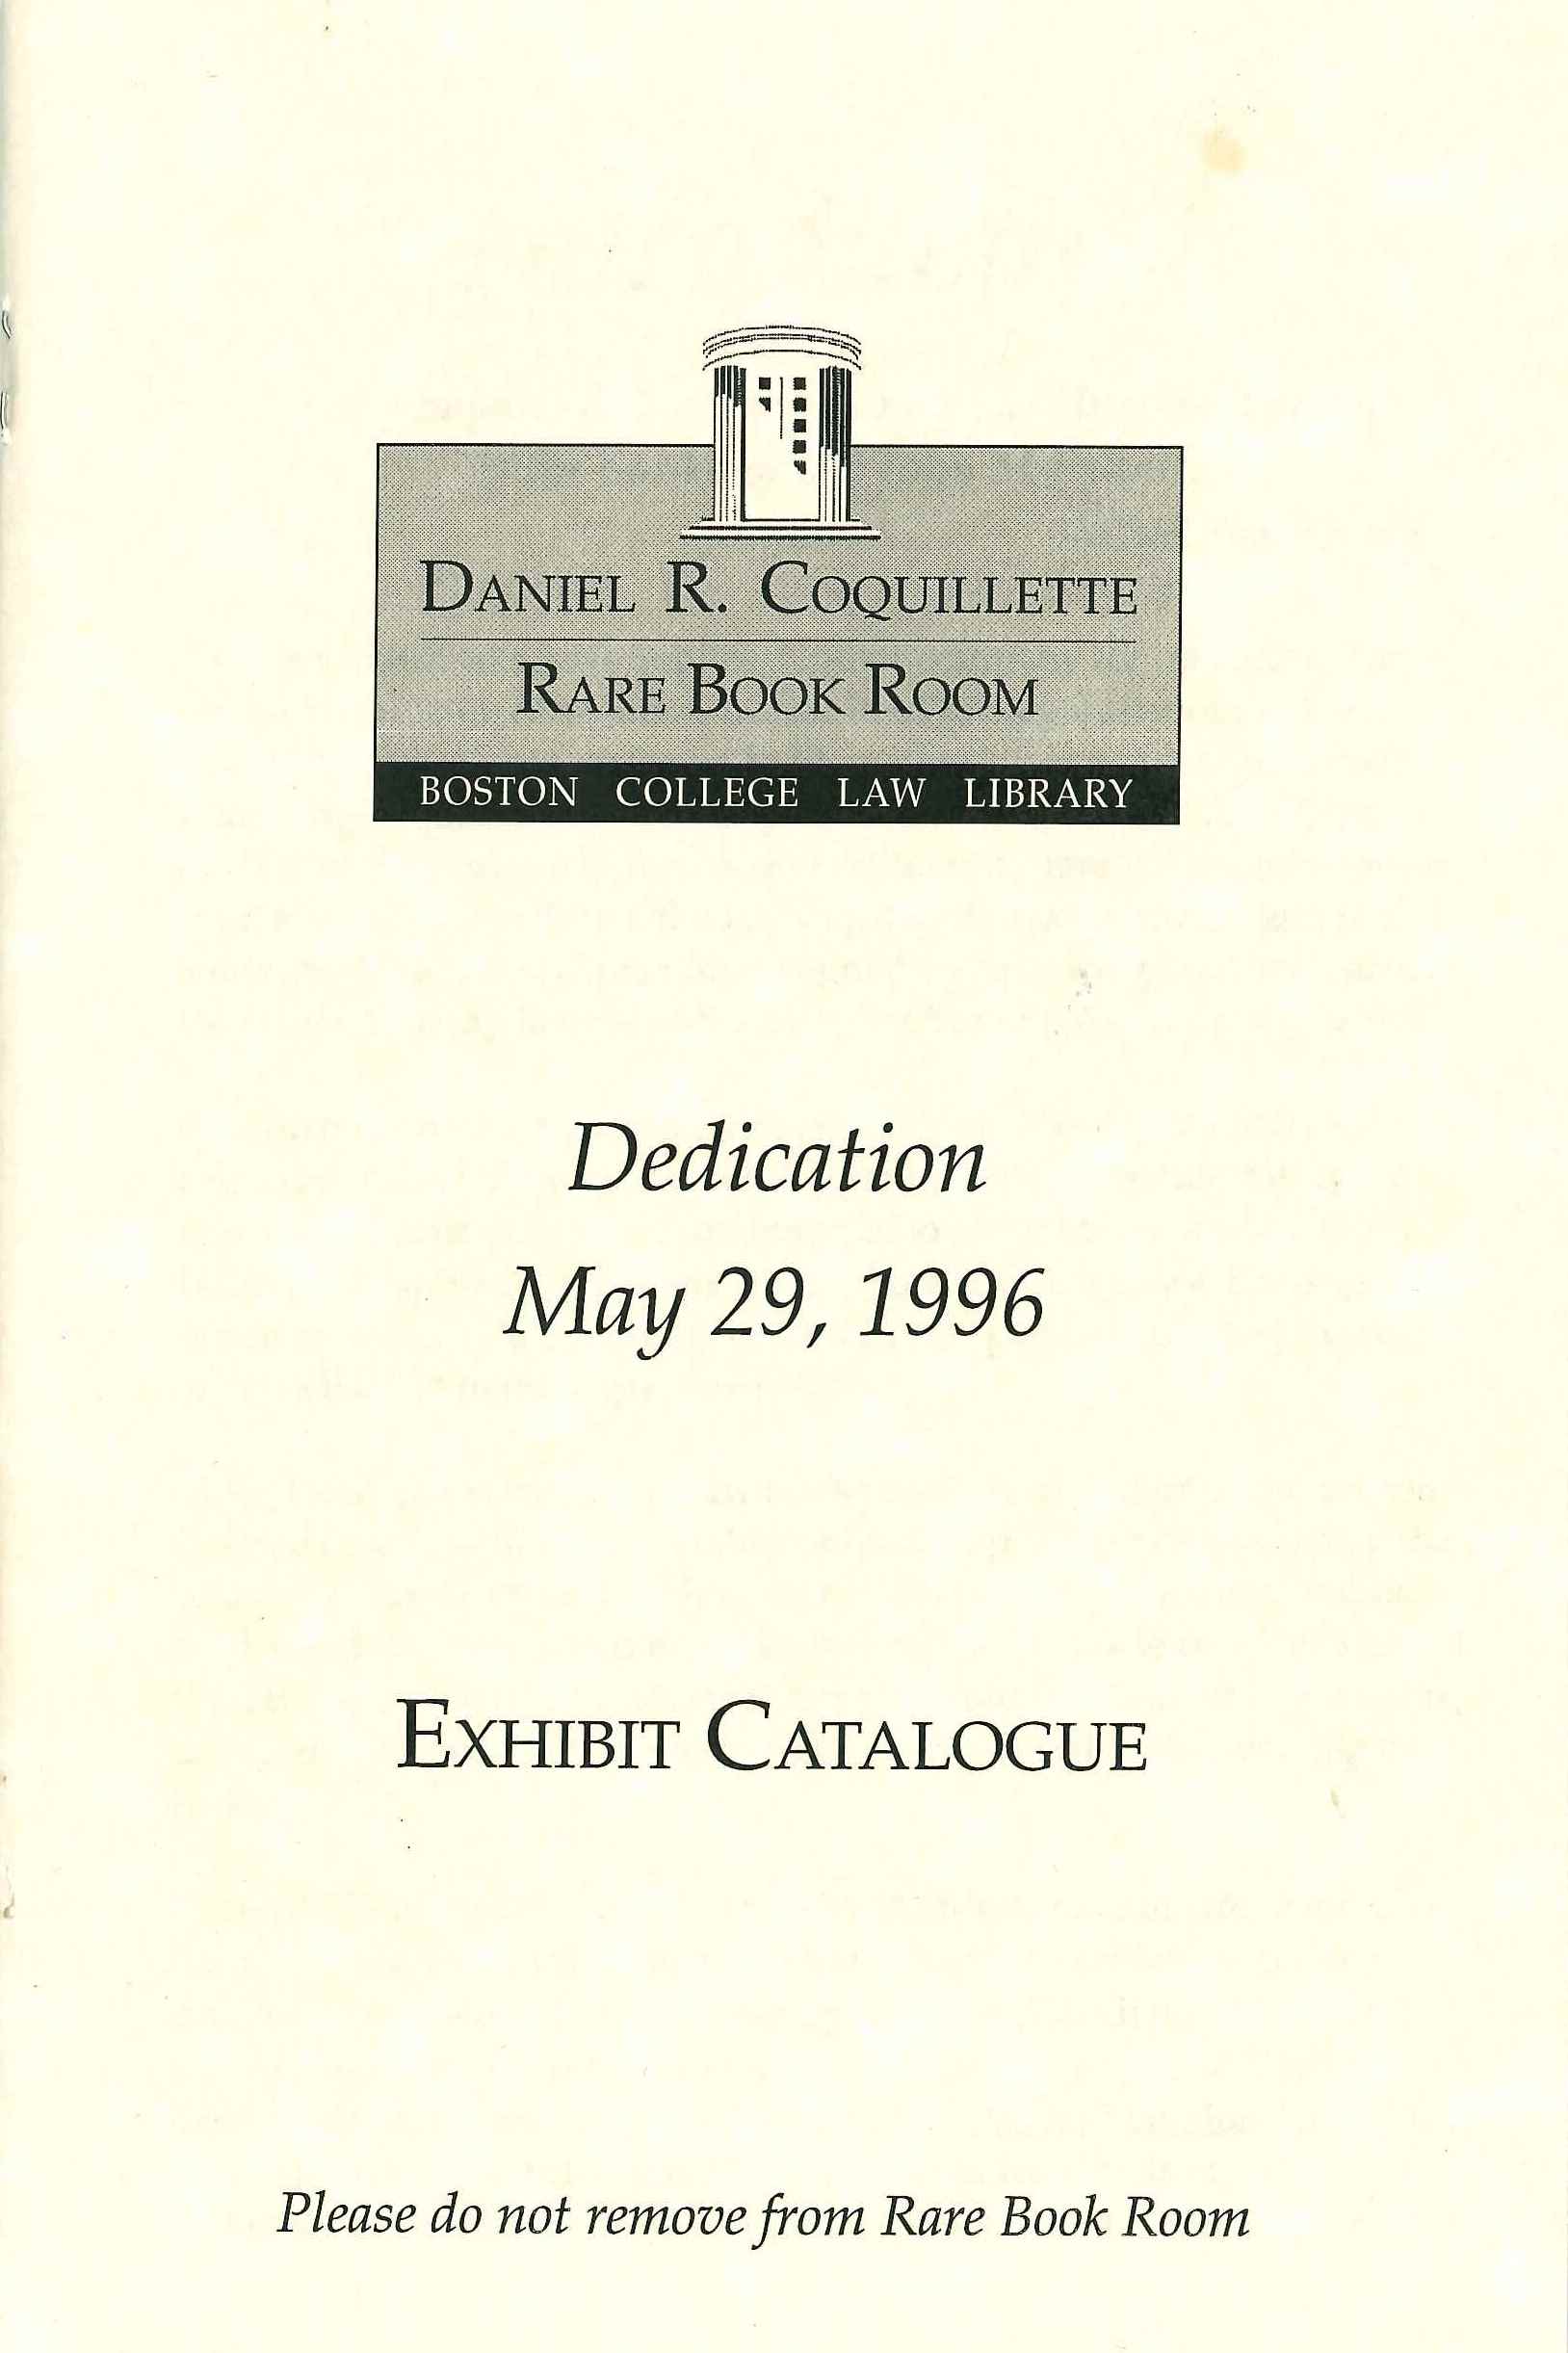 DANIEL R. COQUILLETTE
RARE BOOK ROOM
BOSTON COLLEGE LAW LIBRARY
Dedication
May 29, 1996
EXHIBIT CATALOGUE
Please do not remove from Rare Book Room